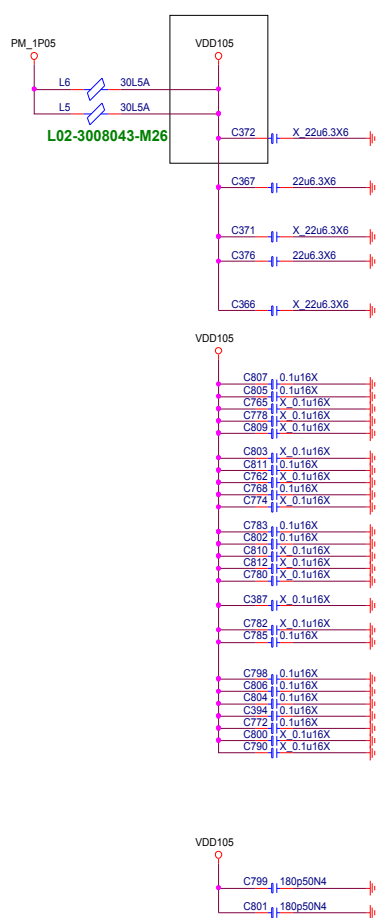 PM_1P05 VDD105
L6 30L5A
L5 30L5A
L02-3008043-M26
C372 X_22u6.3X6
C367 22u6.3X6
C371 X_22u6.3X6
C376 22u6.3X6
C366 X_22u6.3X6
VDD105
C807 0.1u16X
C805 0.1u16X
C765 X_0.1u16X
C778 X_0.1u16X
C809 X_0.1u16X
C803 X_0.1u16X
C811 0.1u16X
C762 X_0.1u16X
C768 0.1u16X
C774 X_0.1u16X
C783 0.1u16X
C802 0.1u16X
C810 X_0.1u16X
C812 X_0.1u16X
C780 X_0.1u16X
C387 X_0.1u16X
C782 X_0.1u16X
C785 0.1u16X
C798 0.1u16X
C806 0.1u16X
C804 0.1u16X
C394 0.1u16X
C772 0.1u16X
C800 X_0.1u16X
C790 X_0.1u16X
VDD105
C799 180p50N4
C801 180p50N4